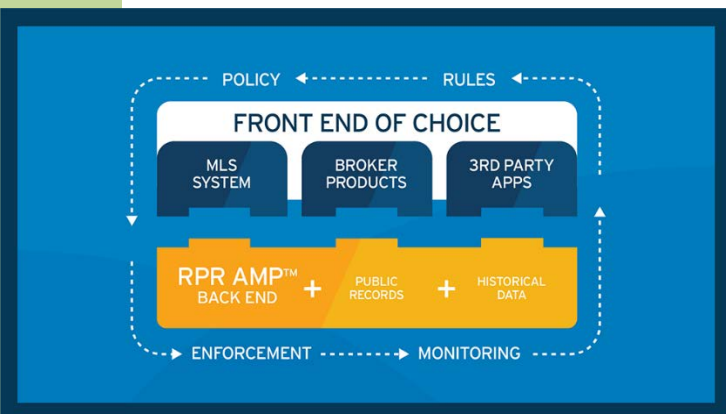 POLICY
RULES
FRONT END OF CHOICE
MLS
SYSTEM
BROKER
PRODUCTS
3RD PARTY
APPS
RPR AMP™
BACK END
+
PUBLIC
RECORDS
+
HISTORICAL
DATA
ENFORCEMENT
MONITORING